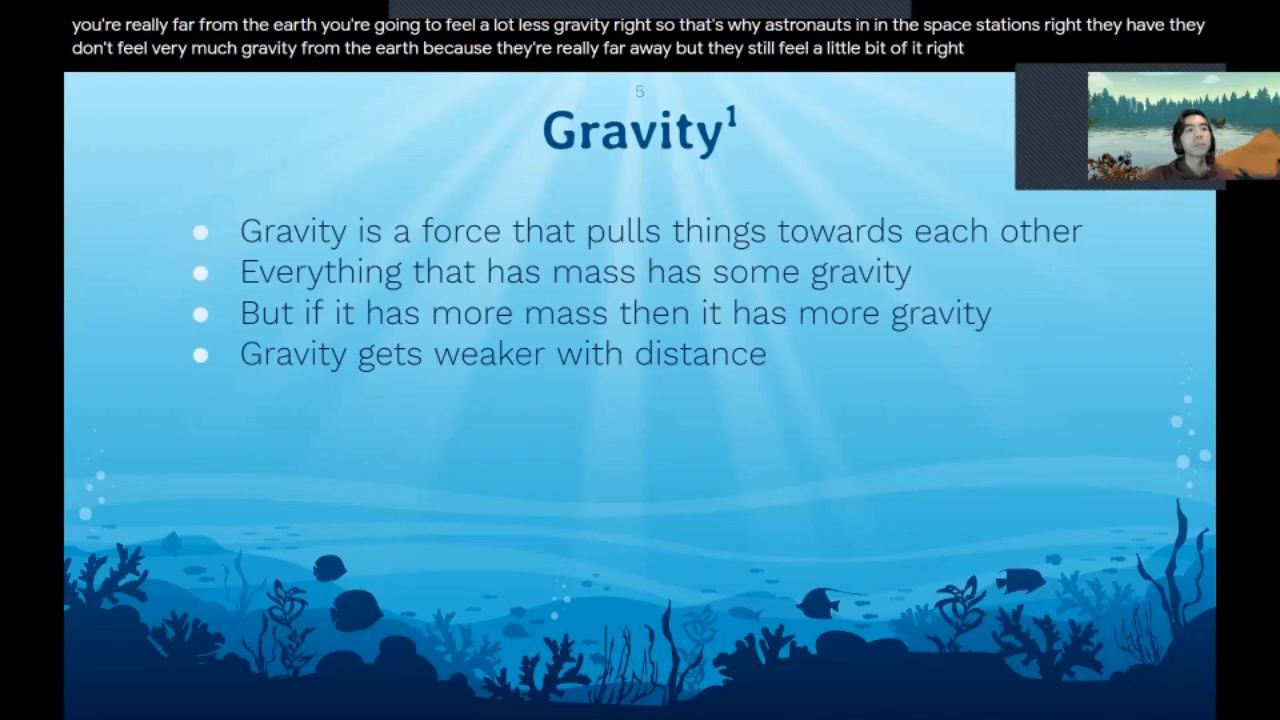 you're really far from the earth you're going to feel a lot less gravity right so that's why astronauts in in the space stations right they have they
don't feel very much gravity from the earth because they're really far away but they still feel a little bit of it right
5
Gravity¹
Gravity is a force that pulls things towards each other
Everything that has mass has some gravity
But if it has more mass then it has more gravity
Gravity gets weaker with distance